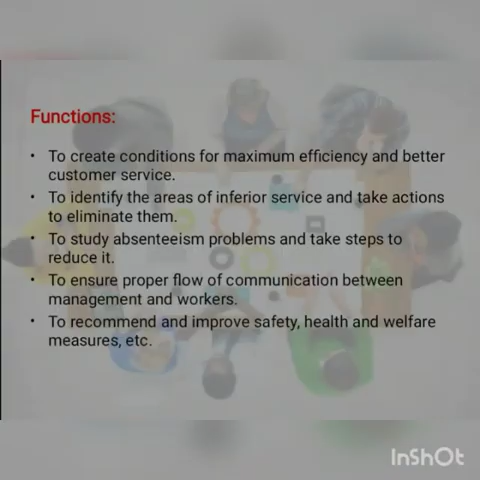 Functions:
• To create conditions for maximum efficiency and better
customer service.
• To identify the areas of inferior service and take actions
to eliminate them.
• To study absenteeism problems and take steps to
reduce it.
• To ensure proper flow of communication between
management and workers.
• To recommend and improve safety, health and welfare
measures, etc.
InShOt